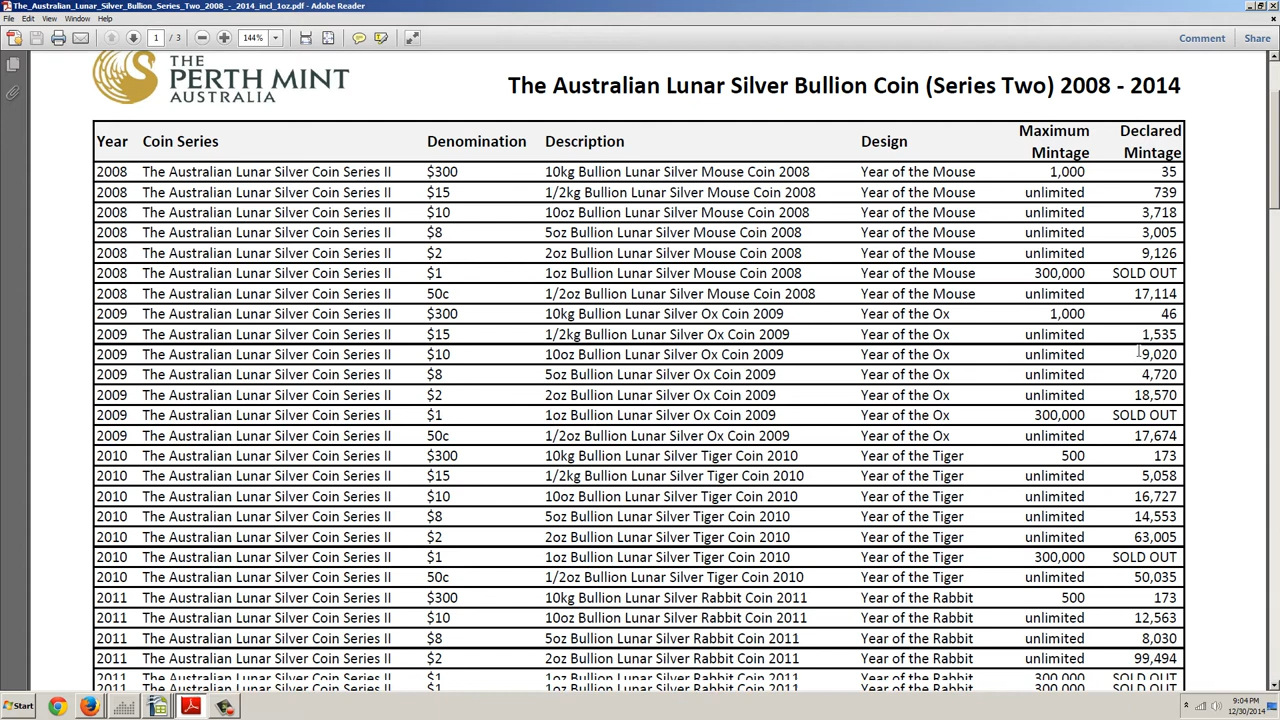 The_Australian_Lunar_Silver_Bullion_Series_Two_2008_-_2014_incl_1oz.pdf - Adobe Reader
File Edit View Window Help
1 / 3 144% Comment Share
THE PERTH MINT AUSTRALIA
The Australian Lunar Silver Bullion Coin (Series Two) 2008 - 2014
Year Coin Series Denomination Description Design Maximum Mintage Declared Mintage
2008 The Australian Lunar Silver Coin Series II $300 10kg Bullion Lunar Silver Mouse Coin 2008 Year of the Mouse 1,000 35
2008 The Australian Lunar Silver Coin Series II $15 1/2kg Bullion Lunar Silver Mouse Coin 2008 Year of the Mouse unlimited 739
2008 The Australian Lunar Silver Coin Series II $10 10oz Bullion Lunar Silver Mouse Coin 2008 Year of the Mouse unlimited 3,718
2008 The Australian Lunar Silver Coin Series II $8 5oz Bullion Lunar Silver Mouse Coin 2008 Year of the Mouse unlimited 3,005
2008 The Australian Lunar Silver Coin Series II $2 2oz Bullion Lunar Silver Mouse Coin 2008 Year of the Mouse unlimited 9,126
2008 The Australian Lunar Silver Coin Series II $1 1oz Bullion Lunar Silver Mouse Coin 2008 Year of the Mouse 300,000 SOLD OUT
2008 The Australian Lunar Silver Coin Series II 50c 1/2oz Bullion Lunar Silver Mouse Coin 2008 Year of the Mouse unlimited 17,114
2009 The Australian Lunar Silver Coin Series II $300 10kg Bullion Lunar Silver Ox Coin 2009 Year of the Ox 1,000 46
2009 The Australian Lunar Silver Coin Series II $15 1/2kg Bullion Lunar Silver Ox Coin 2009 Year of the Ox unlimited 1,535
2009 The Australian Lunar Silver Coin Series II $10 10oz Bullion Lunar Silver Ox Coin 2009 Year of the Ox unlimited 9,020
2009 The Australian Lunar Silver Coin Series II $8 5oz Bullion Lunar Silver Ox Coin 2009 Year of the Ox unlimited 4,720
2009 The Australian Lunar Silver Coin Series II $2 2oz Bullion Lunar Silver Ox Coin 2009 Year of the Ox unlimited 18,570
2009 The Australian Lunar Silver Coin Series II $1 1oz Bullion Lunar Silver Ox Coin 2009 Year of the Ox 300,000 SOLD OUT
2009 The Australian Lunar Silver Coin Series II 50c 1/2oz Bullion Lunar Silver Ox Coin 2009 Year of the Ox unlimited 17,674
2010 The Australian Lunar Silver Coin Series II $300 10kg Bullion Lunar Silver Tiger Coin 2010 Year of the Tiger 500 173
2010 The Australian Lunar Silver Coin Series II $15 1/2kg Bullion Lunar Silver Tiger Coin 2010 Year of the Tiger unlimited 5,058
2010 The Australian Lunar Silver Coin Series II $10 10oz Bullion Lunar Silver Tiger Coin 2010 Year of the Tiger unlimited 16,727
2010 The Australian Lunar Silver Coin Series II $8 5oz Bullion Lunar Silver Tiger Coin 2010 Year of the Tiger unlimited 14,553
2010 The Australian Lunar Silver Coin Series II $2 2oz Bullion Lunar Silver Tiger Coin 2010 Year of the Tiger unlimited 63,005
2010 The Australian Lunar Silver Coin Series II $1 1oz Bullion Lunar Silver Tiger Coin 2010 Year of the Tiger 300,000 SOLD OUT
2010 The Australian Lunar Silver Coin Series II 50c 1/2oz Bullion Lunar Silver Tiger Coin 2010 Year of the Tiger unlimited 50,035
2011 The Australian Lunar Silver Coin Series II $300 10kg Bullion Lunar Silver Rabbit Coin 2011 Year of the Rabbit 500 173
2011 The Australian Lunar Silver Coin Series II $10 10oz Bullion Lunar Silver Rabbit Coin 2011 Year of the Rabbit unlimited 12,563
2011 The Australian Lunar Silver Coin Series II $8 5oz Bullion Lunar Silver Rabbit Coin 2011 Year of the Rabbit unlimited 8,030
2011 The Australian Lunar Silver Coin Series II $2 2oz Bullion Lunar Silver Rabbit Coin 2011 Year of the Rabbit unlimited 99,494
Start
9:04 PM
12/30/2014